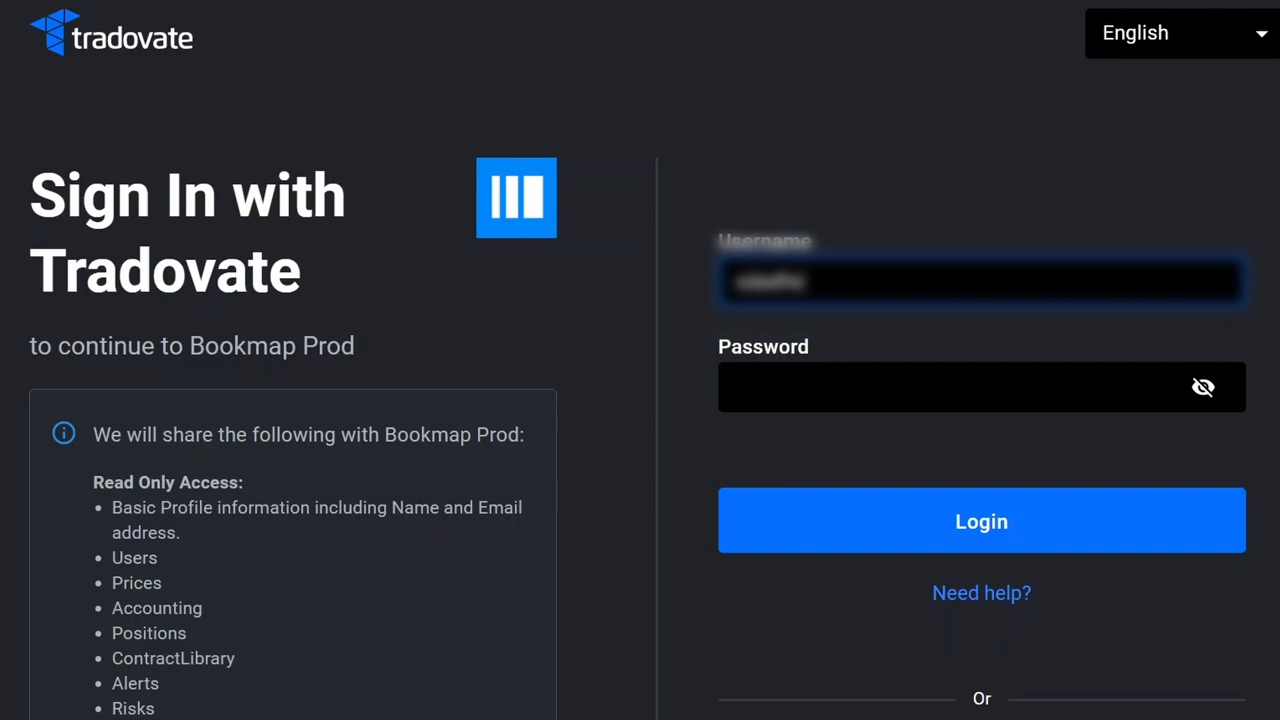 tradovate
English
Sign In with
Tradovate
to continue to Bookmap Prod
We will share the following with Bookmap Prod:
Read Only Access:
• Basic Profile information including Name and Email
address.
• Users
• Prices
• Accounting
• Positions
• ContractLibrary
• Alerts
• Risks
Username
Password
Login
Need help?
Or